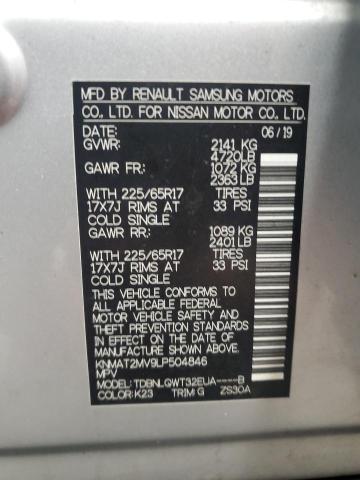 MFD BY RENAULT SAMSUNG MOTORS
CO., LTD. FOR NISSAN MOTOR CO., LTD.
DATE: 06/19
GVWR: 2141 KG
4720LB
GAWR FR: 1072 KG
2363LB
WITH 225/65R17 TIRES
17X7J RIMS AT 33 PSI
COLD SINGLE
GAWR RR: 1089 KG
2401LB
WITH 225/65R17 TIRES
17X7J RIMS AT 33 PSI
COLD SINGLE
THIS VEHICLE CONFORMS TO
ALL APPLICABLE FEDERAL
MOTOR VEHICLE SAFETY AND
THEFT PREVENTION STANDARDS
IN EFFECT ON THE DATE OF
MANUFACTURE SHOWN ABOVE.
KNMAT2MV9LP504846
MPV
MODEL: TDBNLQWT32EUA----B
COLOR:K23 TRIM:G ZS30A